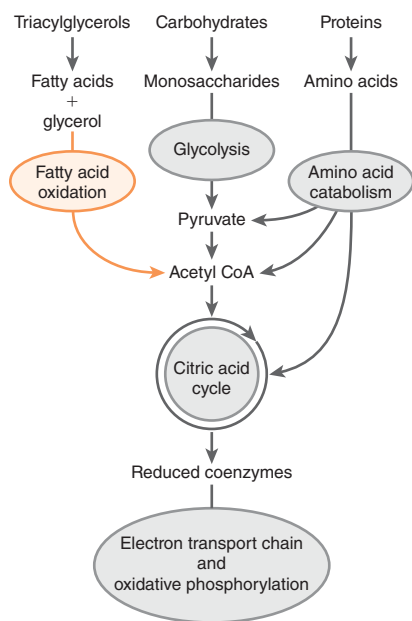 Triacylglycerols
Carbohydrates
Proteins
Fatty acids
+
glycerol
Monosaccharides
Amino acids
Fatty acid
oxidation
Glycolysis
Amino acid
catabolism
Pyruvate
Acetyl CoA
Citric acid
cycle
Reduced coenzymes
Electron transport chain
and
oxidative phosphorylation